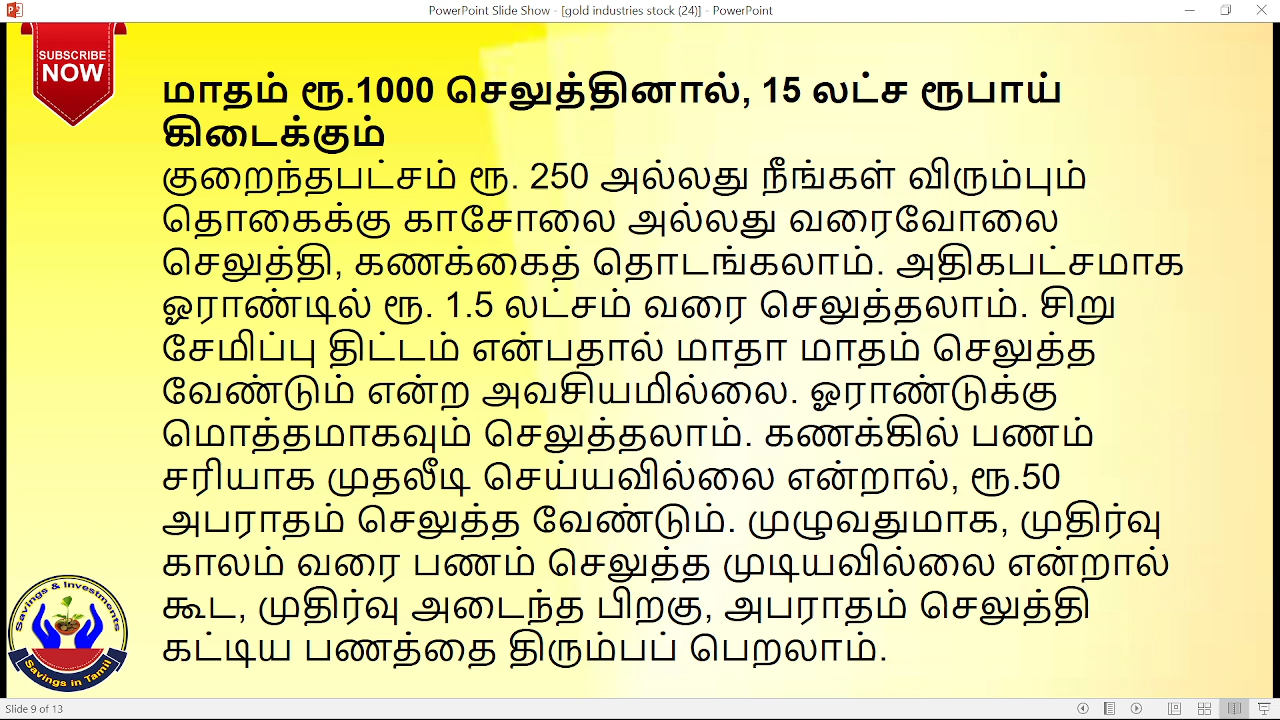 PowerPoint Slide Show - [gold industries stock (24)] - PowerPoint
SUBSCRIBE
NOW
மாதம் ரூ.1000 செலுத்தினால், 15 லட்ச ரூபாய்
கிடைக்கும்
குறைந்தபட்சம் ரூ. 250 அல்லது நீங்கள் விரும்பும்
தொகைக்கு காசோலை அல்லது வரைவோலை
செலுத்தி, கணக்கைத் தொடங்கலாம். அதிகபட்சமாக
ஓராண்டில் ரூ. 1.5 லட்சம் வரை செலுத்தலாம். சிறு
சேமிப்பு திட்டம் என்பதால் மாதா மாதம் செலுத்த
வேண்டும் என்ற அவசியமில்லை. ஓராண்டுக்கு
மொத்தமாகவும் செலுத்தலாம். கணக்கில் பணம்
சரியாக முதலீடி செய்யவில்லை என்றால், ரூ.50
அபராதம் செலுத்த வேண்டும். முழுவதுமாக, முதிர்வு
காலம் வரை பணம் செலுத்த முடியவில்லை என்றால்
கூட, முதிர்வு அடைந்த பிறகு, அபராதம் செலுத்தி
கட்டிய பணத்தை திரும்பப் பெறலாம்.
Savings & Investments
Savings in Tamil
Slide 9 of 13